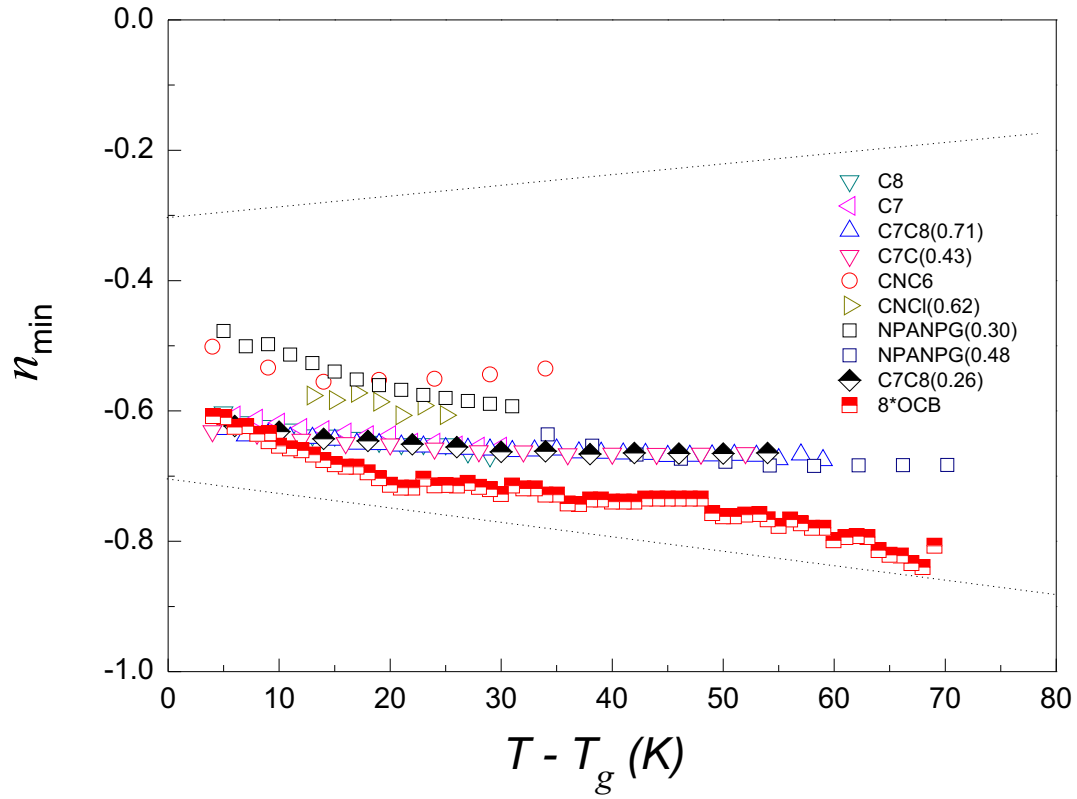 0.0
-0.2
-0.4
-0.6
-0.8
-1.0
n min
C8
C7
C7C8(0.71)
C7C(0.43)
CNC6
CNCl(0.62)
NPANPG(0.30)
NPANPG(0.48
C7C8(0.26)
8*OCB
0 10 20 30 40 50 60 70 80
T - Tg (K)